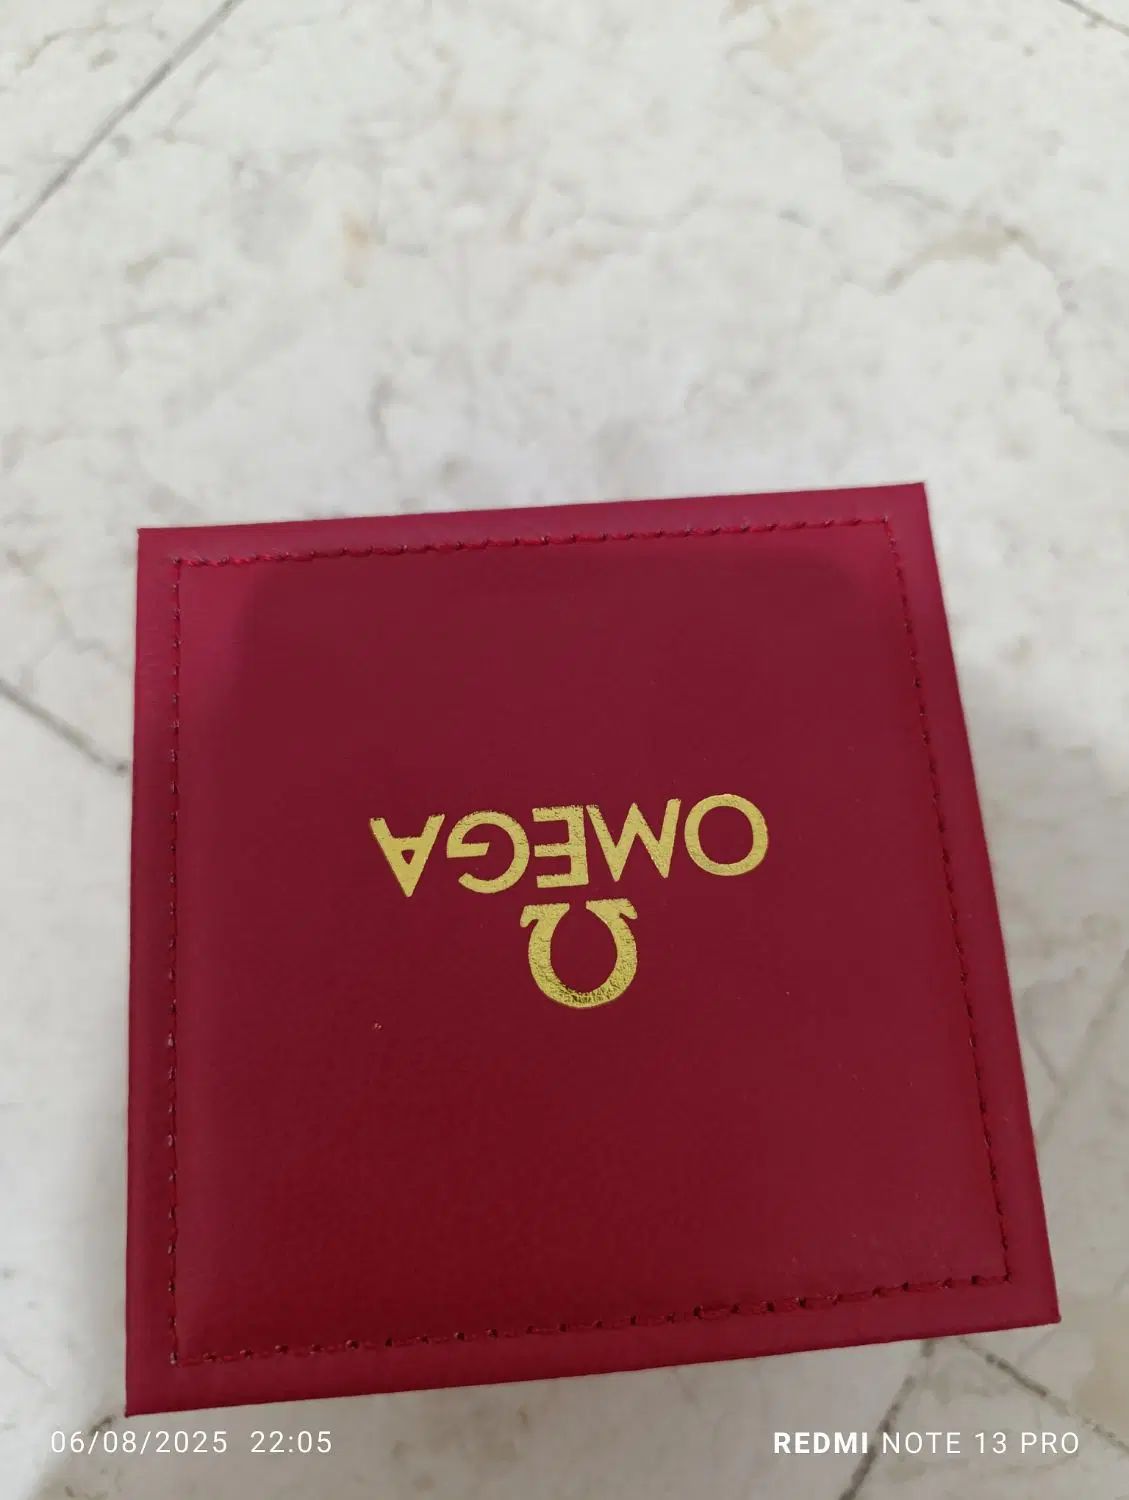 Ω
OMEGA
06/08/2025 22:05
REDMI NOTE 13 PRO